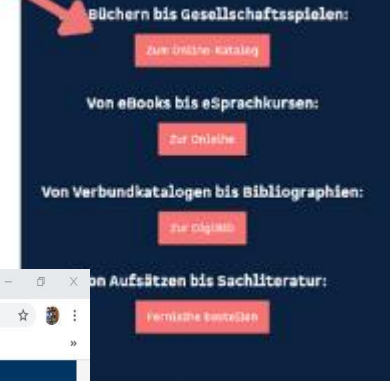 Büchern bis Gesellschaftsspielen:
Zum Online-Katalog
Von eBooks bis eSprachkursen:
Zur Onleihe
Von Verbundkatalogen bis Bibliographien:
Zur DigiBib
on Aufsätzen bis Sachliteratur:
Fernleihe bestellen